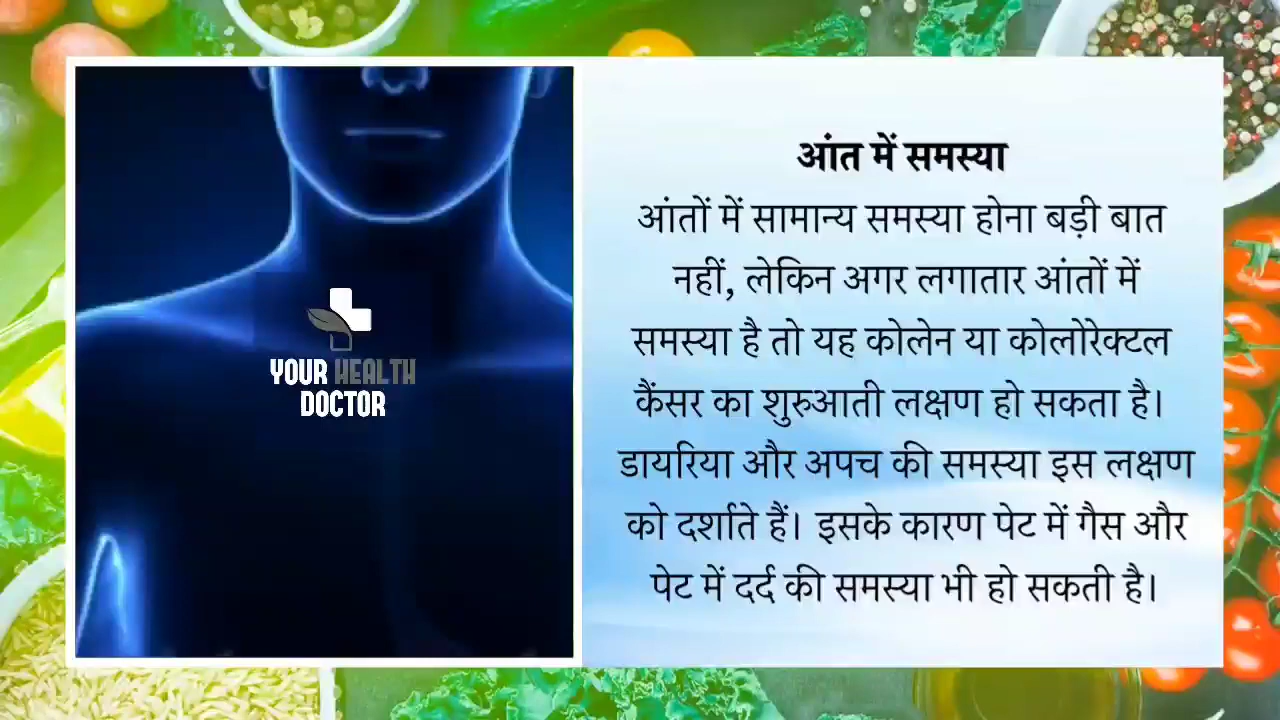 YOUR HEALTH
DOCTOR
आंत में समस्या
आंतों में सामान्य समस्या होना बड़ी बात
नहीं, लेकिन अगर लगातार आंतों में
समस्या है तो यह कोलेन या कोलोरेक्टल
कैंसर का शुरुआती लक्षण हो सकता है।
डायरिया और अपच की समस्या इस लक्षण
को दर्शाते हैं। इसके कारण पेट में गैस और
पेट में दर्द की समस्या भी हो सकती है।